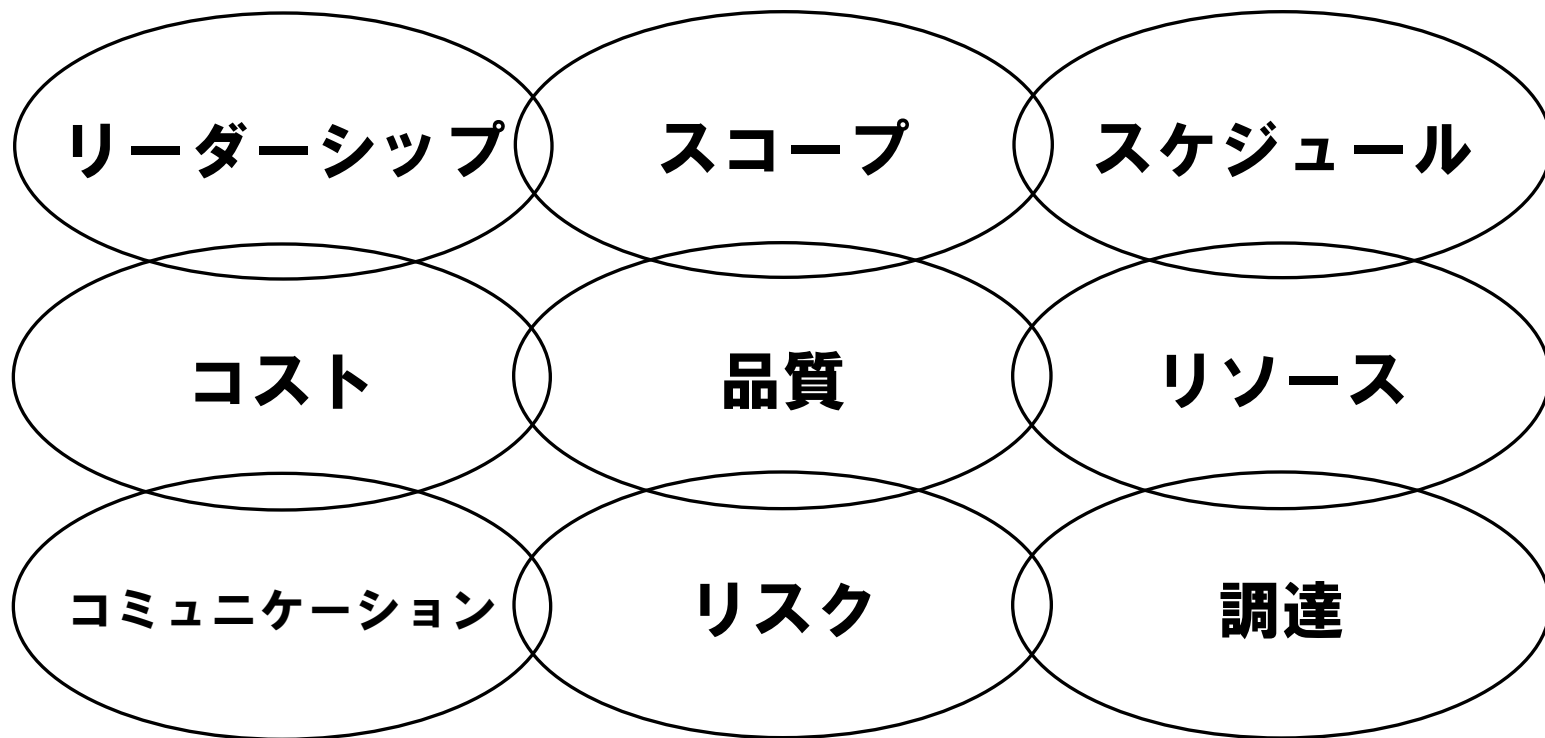 リーダーシップ
スコープ
スケジュール
コスト
品質
リソース
コミュニケーション
リスク
調達